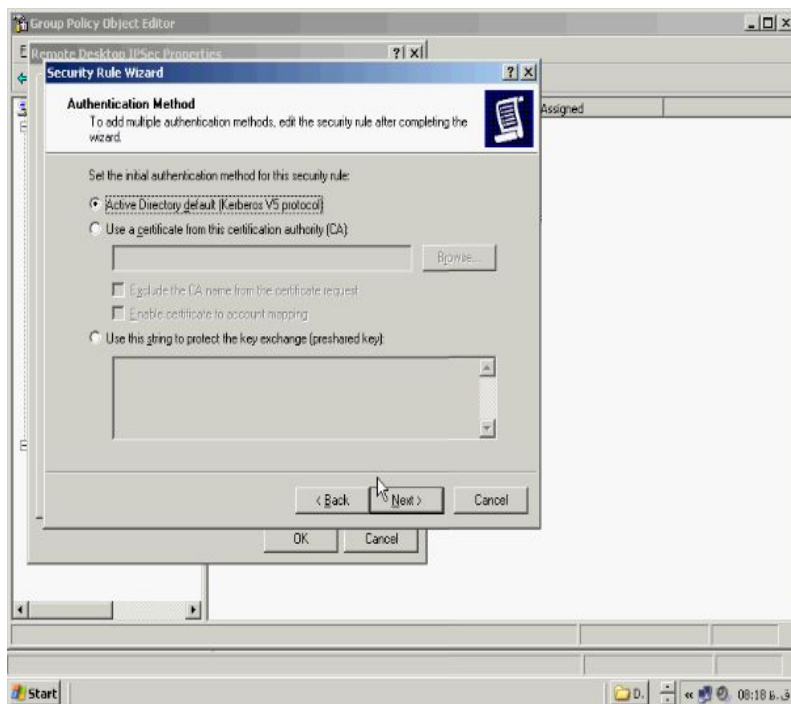 Group Policy Object Editor
Remote Desktop IPSec Properties
Security Rule Wizard
Authentication Method
To add multiple authentication methods, edit the security rule after completing the
wizard.
Assigned
Set the initial authentication method for this security rule:
Active Directory default (Kerberos V5 protocol)
Use a certificate from this certification authority (CA):
Browse...
Exclude the CA name from the certificate request
Enable certificate to account mapping
Use this string to protect the key exchange (preshared key):
< Back
Next >
Cancel
OK
Cancel
Start
D.
«
08:18 ق.ظ